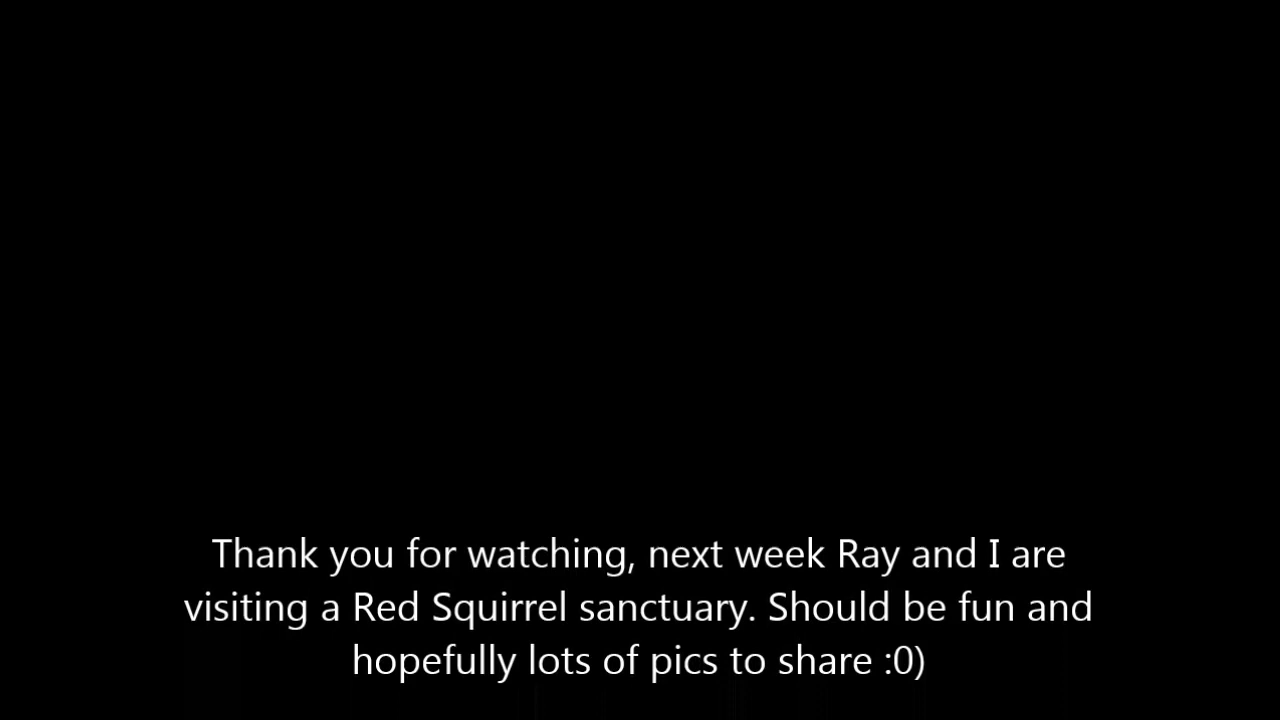 Thank you for watching, next week Ray and I are
visiting a Red Squirrel sanctuary. Should be fun and
hopefully lots of pics to share :0)